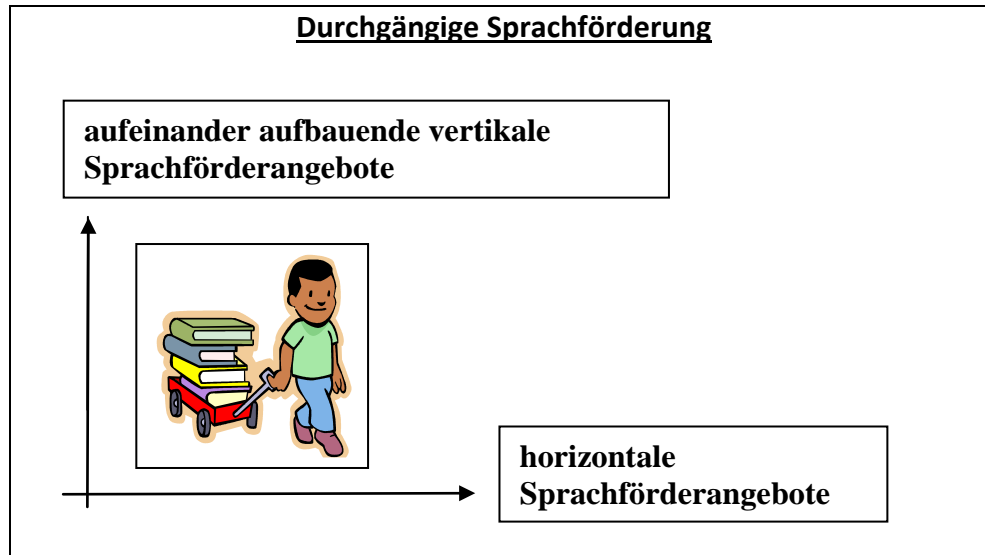 Durchgängige Sprachförderung
aufeinander aufbauende vertikale
Sprachförderangebote
horizontale
Sprachförderangebote